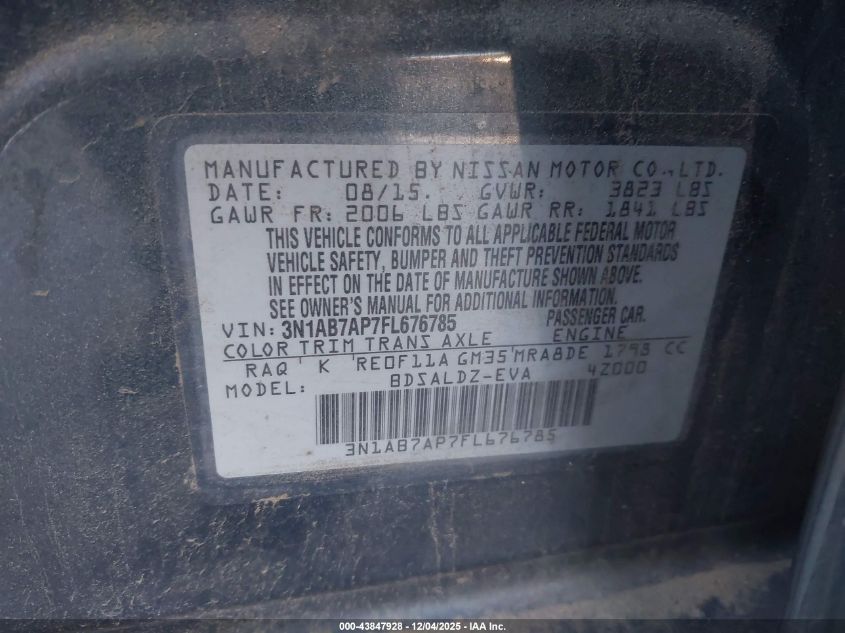 MANUFACTURED BY NISSAN MOTOR CO., LTD.
DATE: 08/15. GVWR: 3823 LBS
GAWR FR: 2006 LBS GAWR RR: 1841 LBS
THIS VEHICLE CONFORMS TO ALL APPLICABLE FEDERAL MOTOR
VEHICLE SAFETY, BUMPER AND THEFT PREVENTION STANDARDS
IN EFFECT ON THE DATE OF MANUFACTURE SHOWN ABOVE.
SEE OWNER'S MANUAL FOR ADDITIONAL INFORMATION.
VIN: 3N1AB7AP7FL676785 PASSENGER CAR.
COLOR TRIM TRANS AXLE ENGINE
RAQ K RE0F11A GM35 MRA8DE 1798 CC
MODEL: BDSALDZ-EVA 4Z000
3N1AB7AP7FL676785
000-43847928 - 12/04/2025 - IAA Inc.